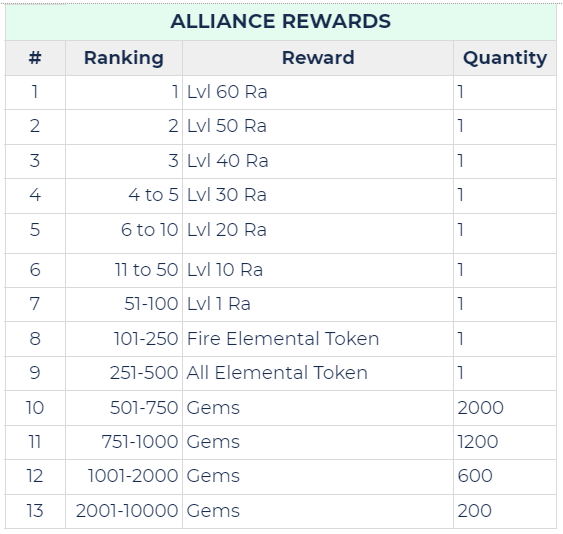 ALLIANCE REWARDS
# Ranking Reward Quantity
1 1 Lvl 60 Ra 1
2 2 Lvl 50 Ra 1
3 3 Lvl 40 Ra 1
4 4 to 5 Lvl 30 Ra 1
5 6 to 10 Lvl 20 Ra 1
6 11 to 50 Lvl 10 Ra 1
7 51-100 Lvl 1 Ra 1
8 101-250 Fire Elemental Token 1
9 251-500 All Elemental Token 1
10 501-750 Gems 2000
11 751-1000 Gems 1200
12 1001-2000 Gems 600
13 2001-10000 Gems 200